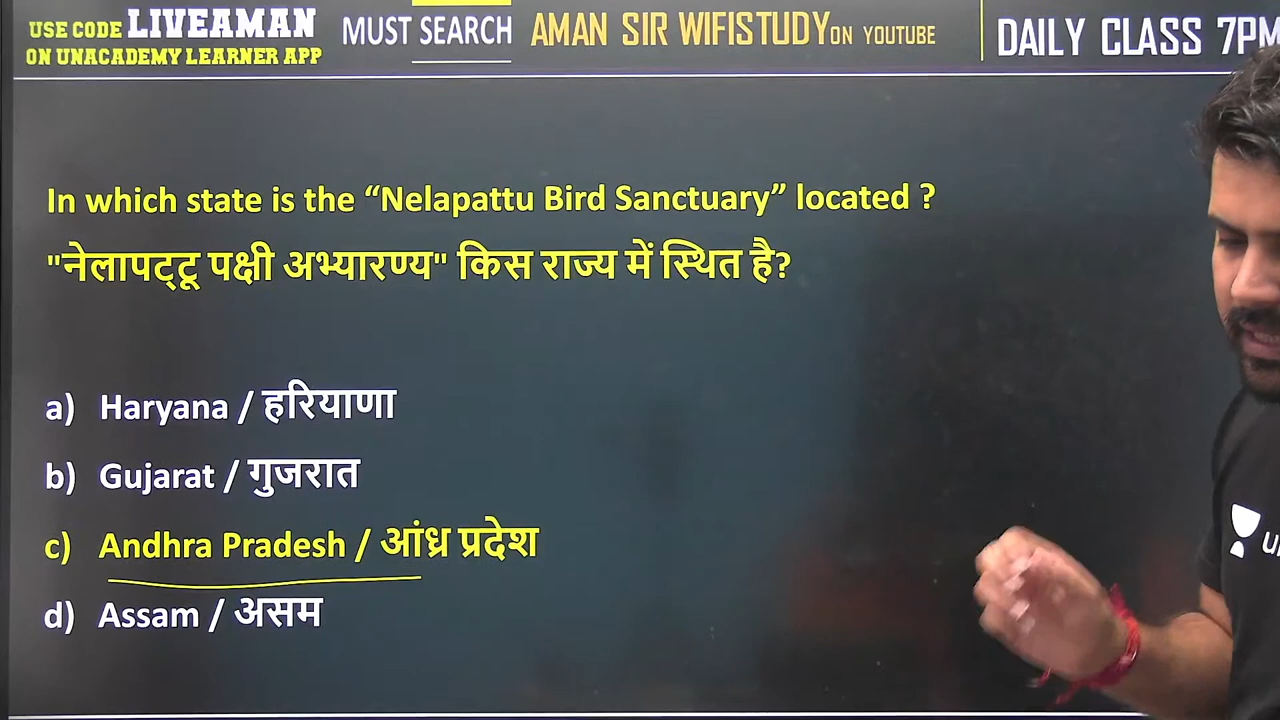 USE CODE LIVEAMAN
ON UNACADEMY LEARNER APP
MUST SEARCH
AMAN SIR WIFISTUDY ON YOUTUBE
DAILY CLASS 7PM
In which state is the “Nelapattu Bird Sanctuary” located ?
"नेलापट्टू पक्षी अभ्यारण्य" किस राज्य में स्थित है?
a) Haryana / हरियाणा
b) Gujarat / गुजरात
c) Andhra Pradesh / आंध्र प्रदेश
d) Assam / असम